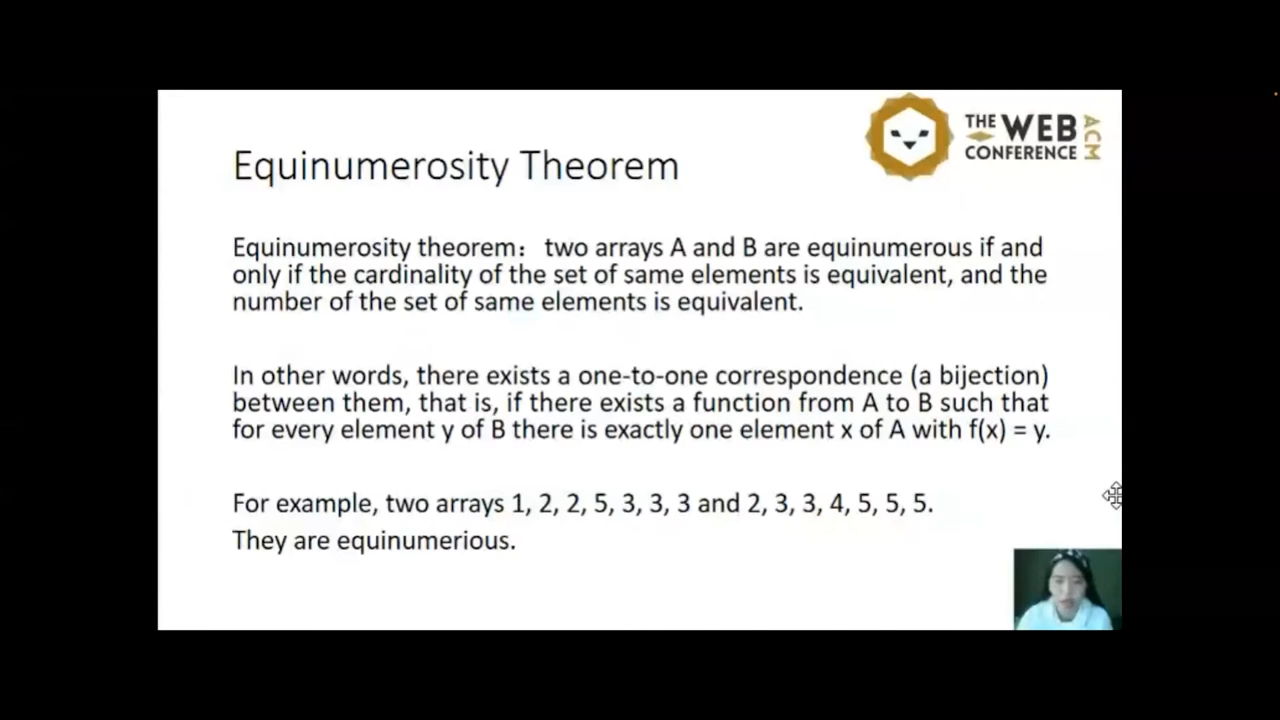 THE WEB
CONFERENCE
ACM
Equinumerosity Theorem
Equinumerosity theorem： two arrays A and B are equinumerous if and
only if the cardinality of the set of same elements is equivalent, and the
number of the set of same elements is equivalent.
In other words, there exists a one-to-one correspondence (a bijection)
between them, that is, if there exists a function from A to B such that
for every element y of B there is exactly one element x of A with f(x) = y.
For example, two arrays 1, 2, 2, 5, 3, 3, 3 and 2, 3, 3, 4, 5, 5, 5.
They are equinumerious.